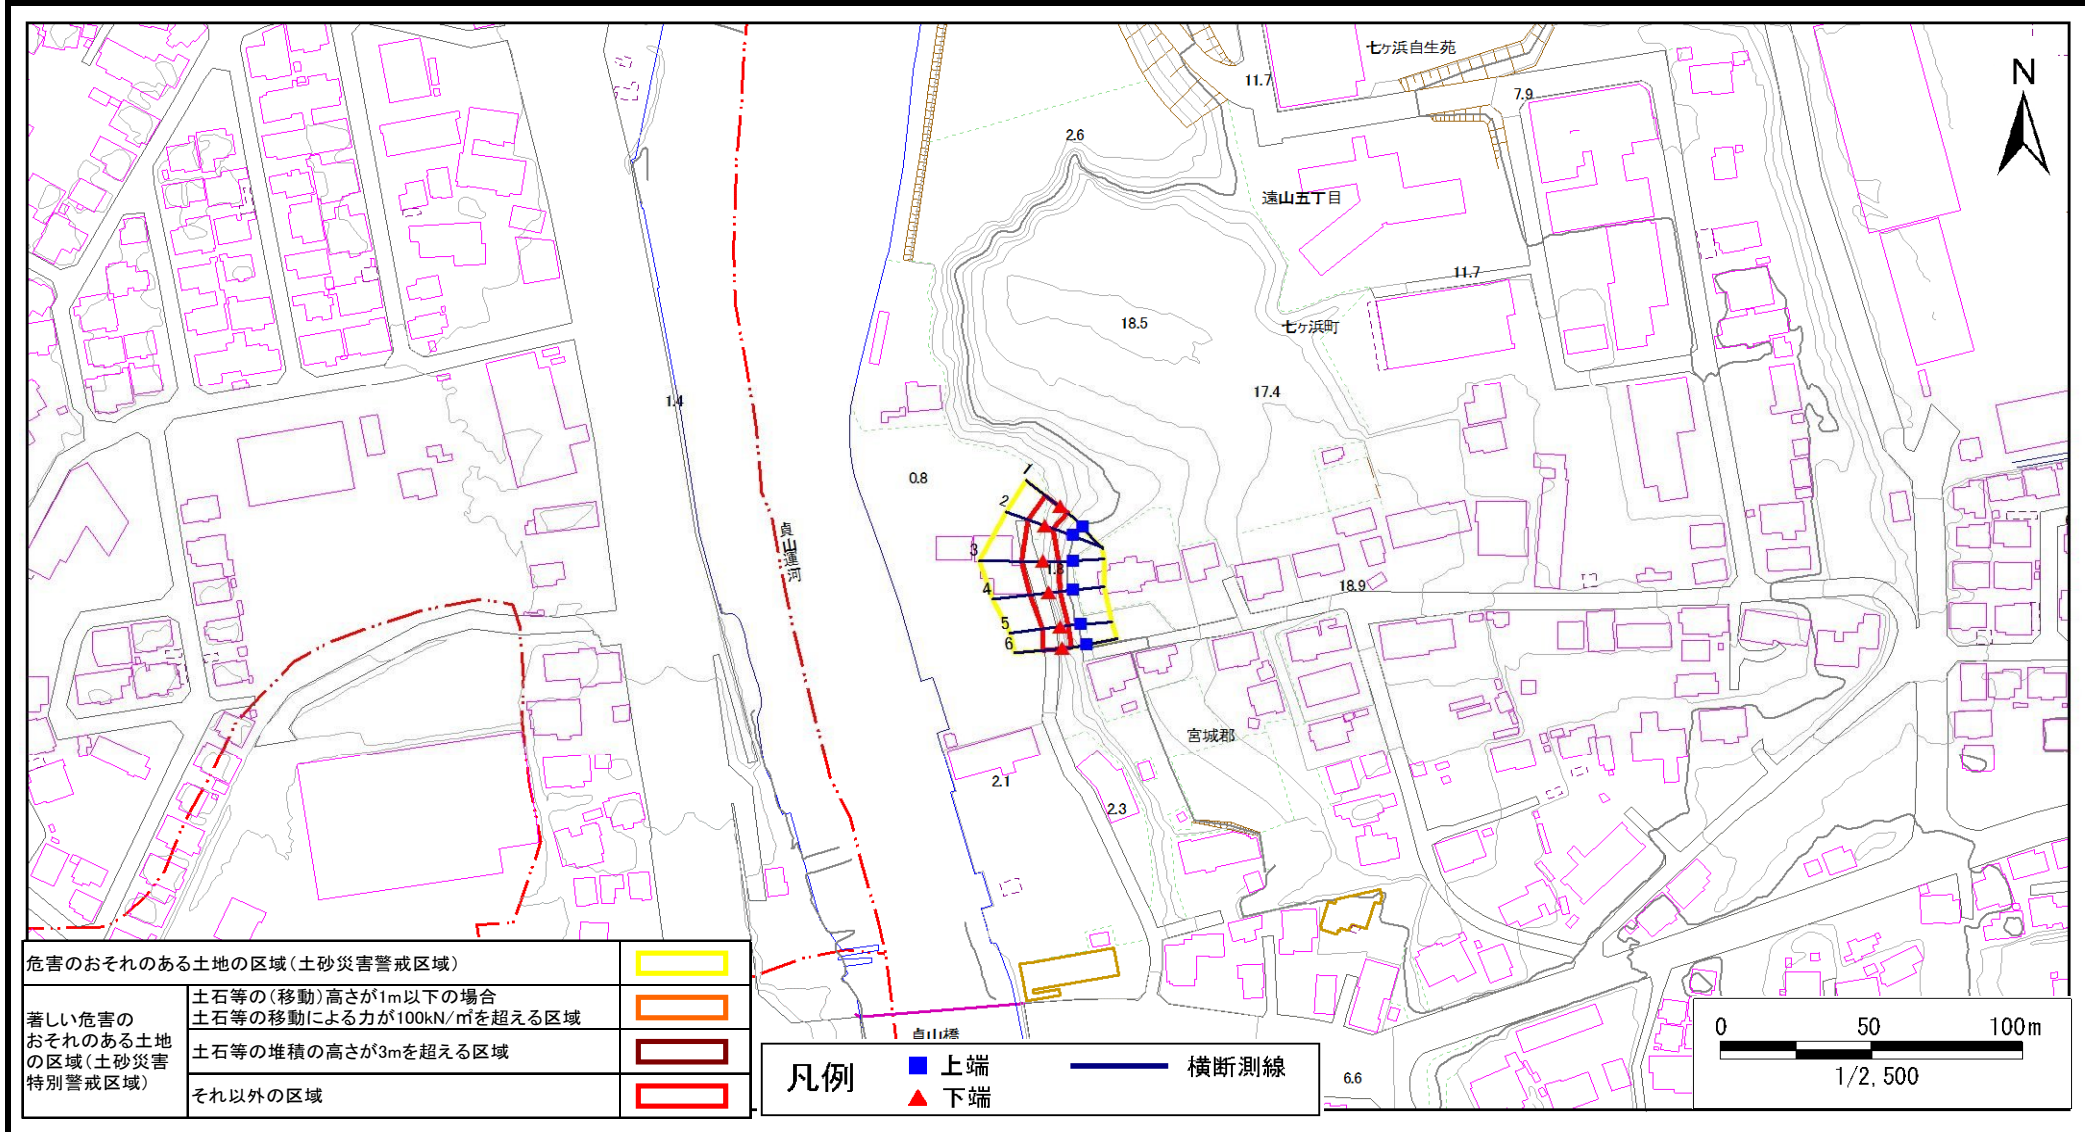 七ヶ浜自生苑
11.7
7.9
N
2.6
遠山五丁目
11.7
18.5
七ヶ浜町
17.4
1.4
0.8
1
2
3
4
5
6
1.8
貞山運河
18.9
宮城郡
2.1
2.3
貞山橋
6.6
危害のおそれのある土地の区域(土砂災害警戒区域)
著しい危害の
おそれのある土地
の区域(土砂災害
特別警戒区域)
土石等の(移動)高さが1m以下の場合
土石等の移動による力が100kN/㎡を超える区域
土石等の堆積の高さが3mを超える区域
それ以外の区域
凡例
上端
下端
横断測線
0 50 100m
1/2,500